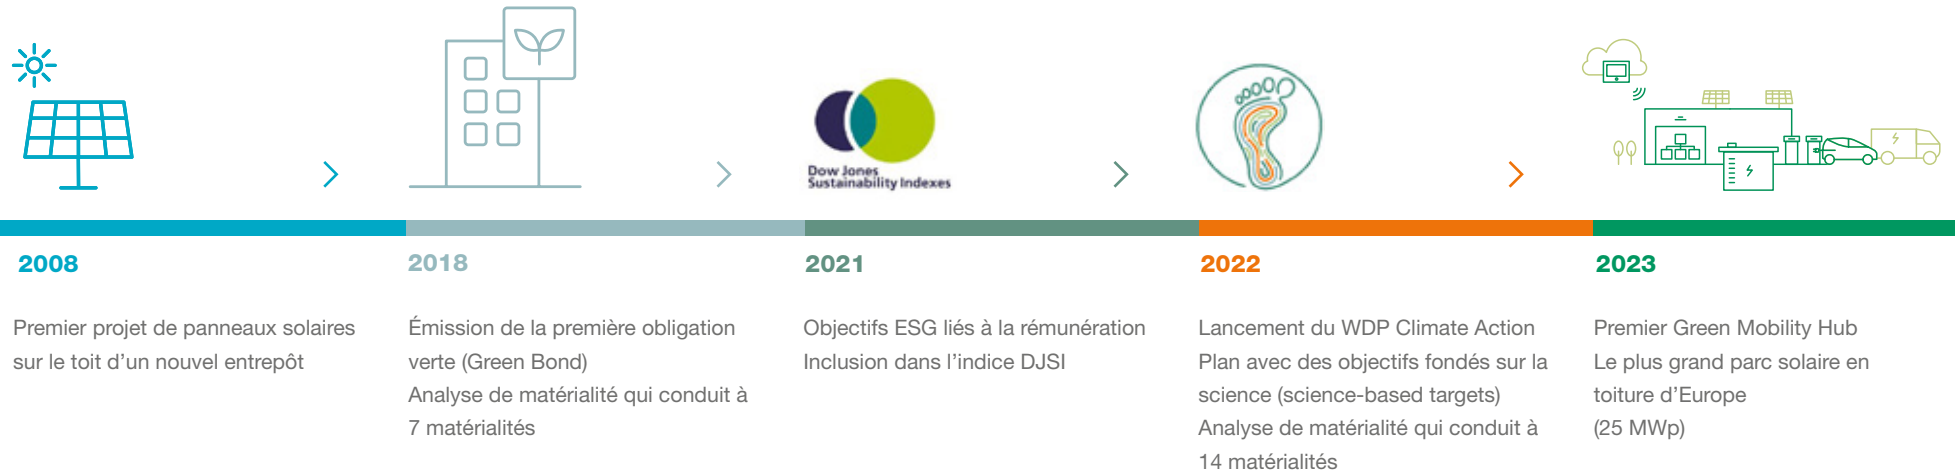 Dow Jones
Sustainability Indexes
2008
Premier projet de panneaux solaires
sur le toit d’un nouvel entrepôt
2018
Émission de la première obligation
verte (Green Bond)
Analyse de matérialité qui conduit à
7 matérialités
2021
Objectifs ESG liés à la rémunération
Inclusion dans l’indice DJSI
2022
Lancement du WDP Climate Action
Plan avec des objectifs fondés sur la
science (science-based targets)
Analyse de matérialité qui conduit à
14 matérialités
2023
Premier Green Mobility Hub
Le plus grand parc solaire en
toiture d’Europe
(25 MWp)